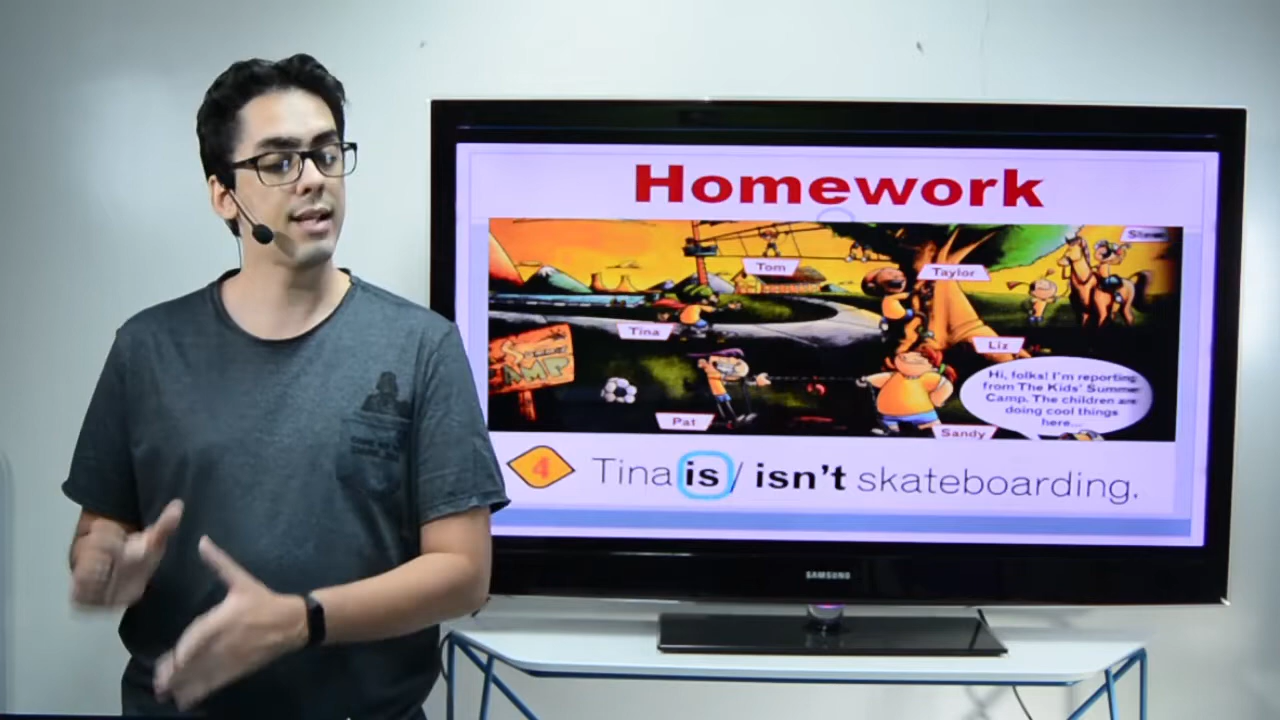 Homework
Steve
Tom
Taylor
Tina
Liz
Hi, folks! I'm reporting
from The Kids' Summer
Camp. The children are
doing cool things
here...
Pat
Sandy
4 Tina is / isn't skateboarding.
SAMSUNG